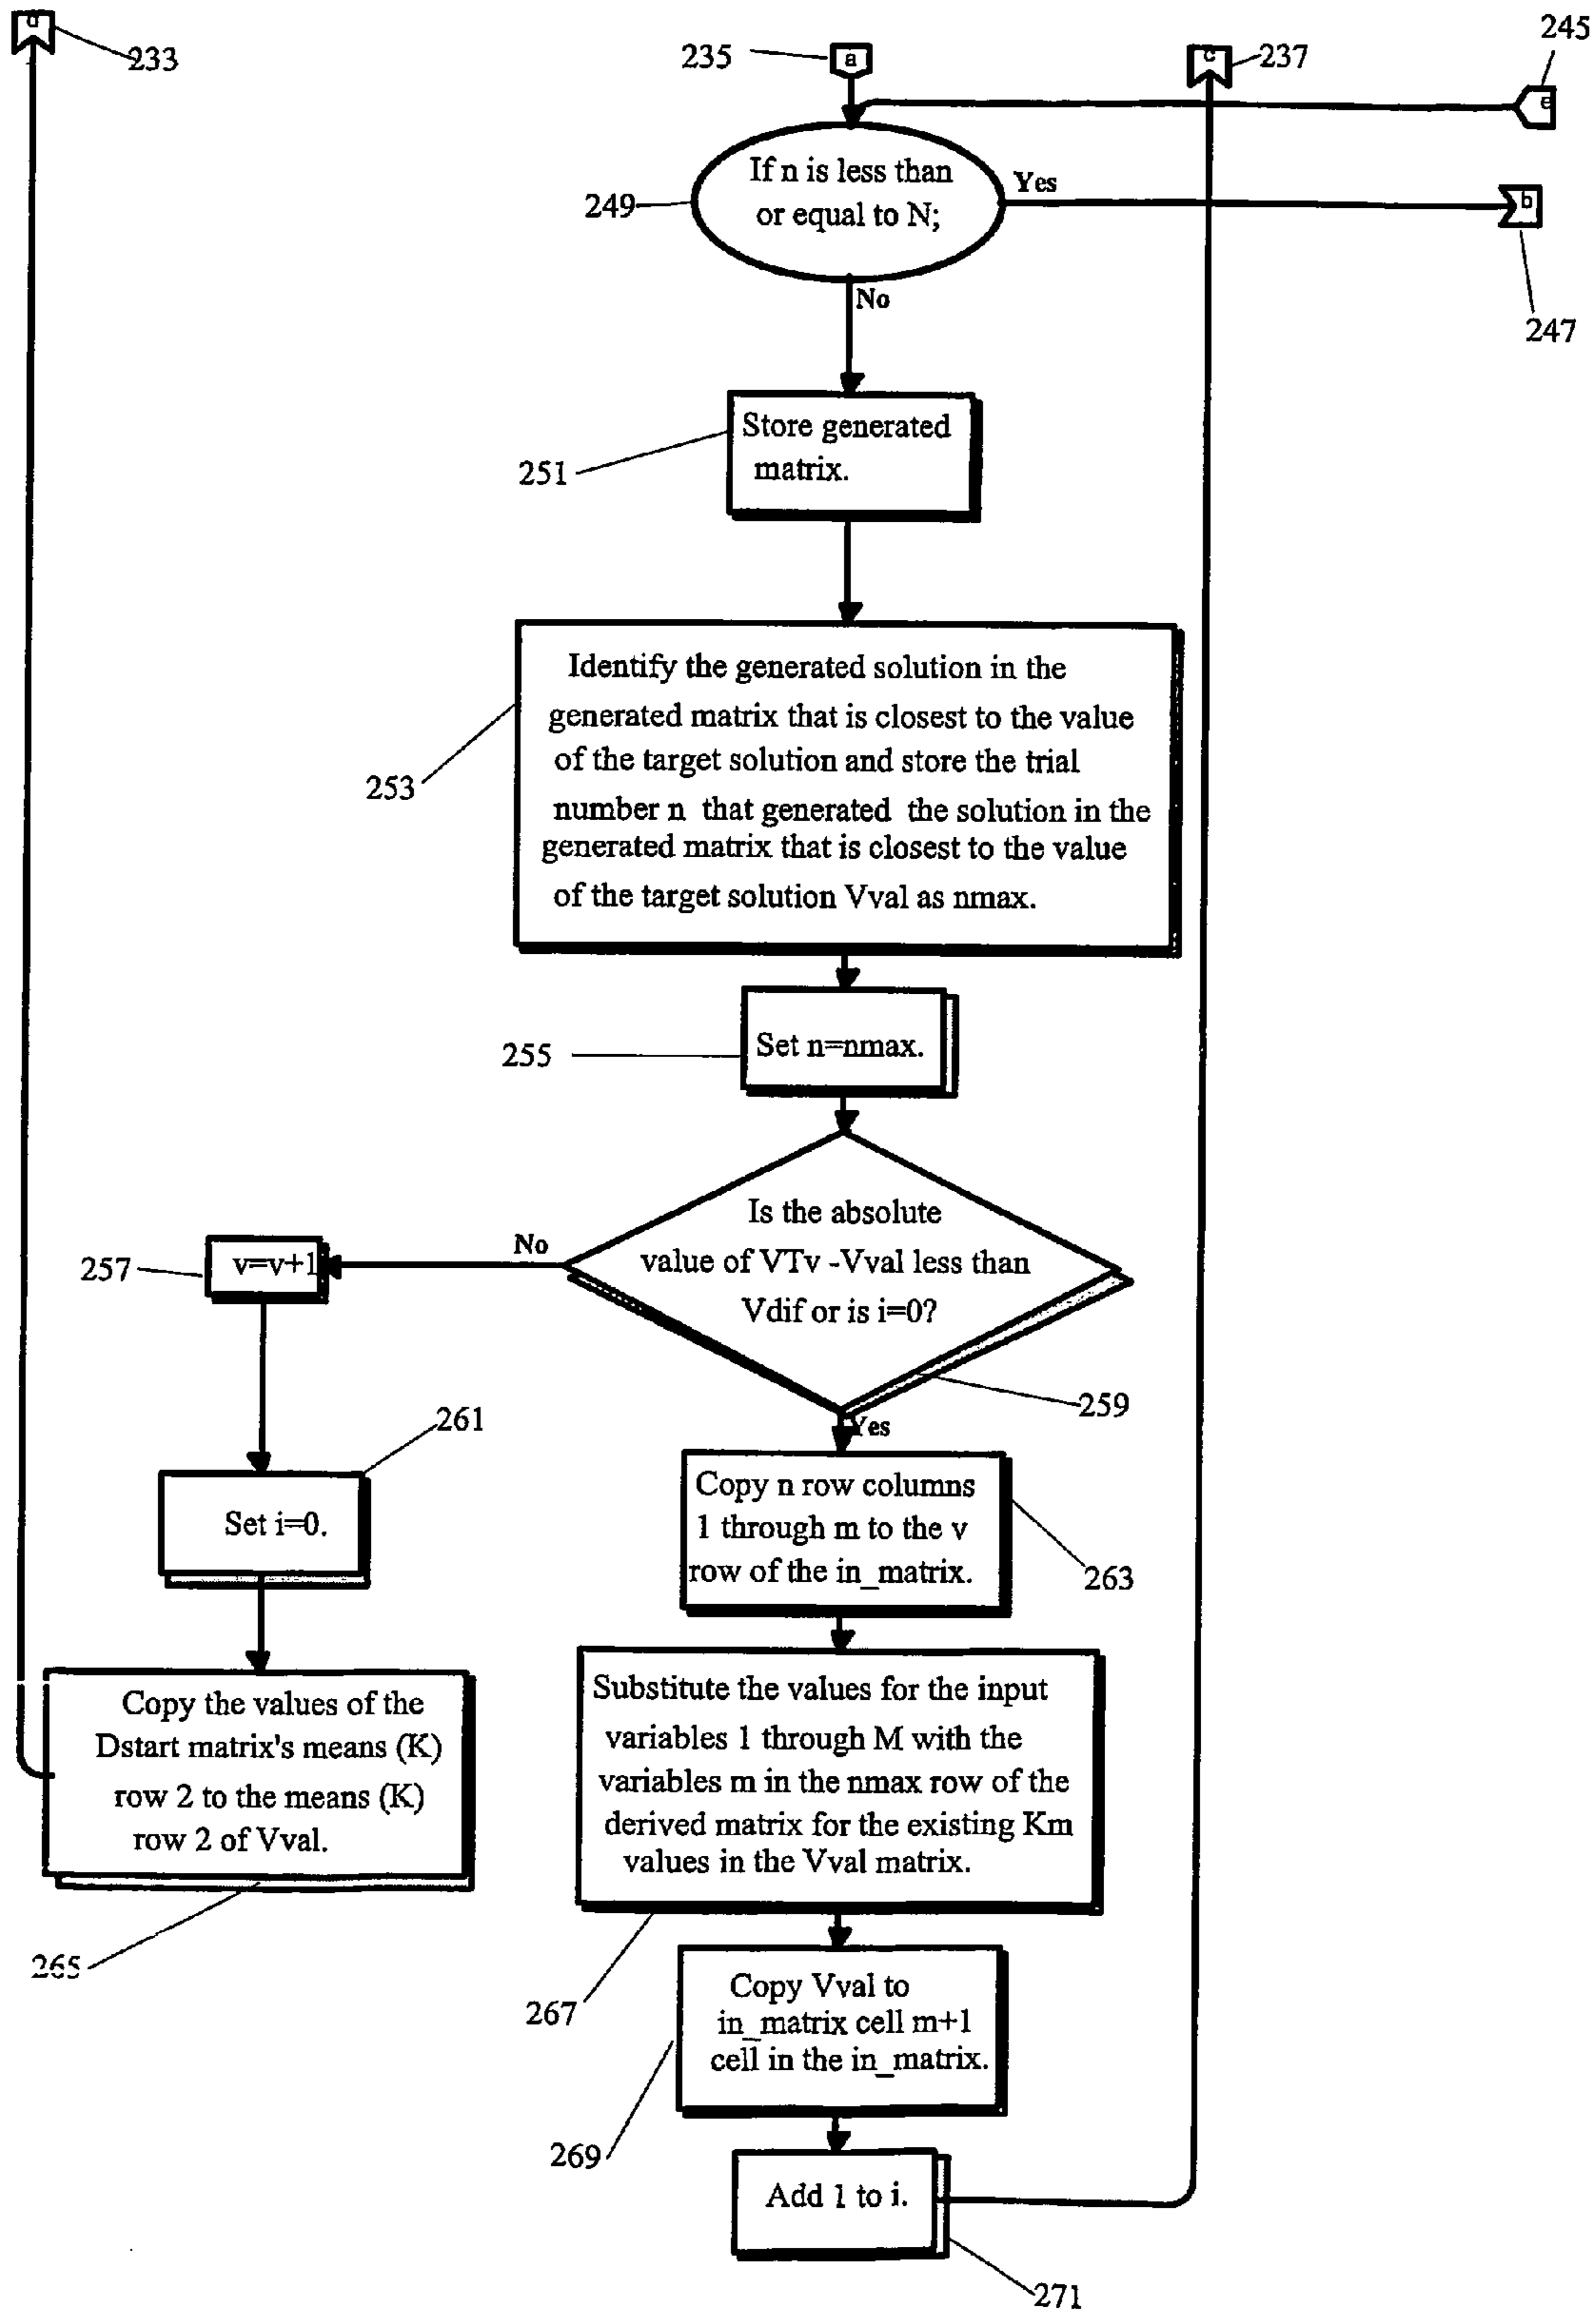 d
233
235
a
c
237
245
e
If n is less than
or equal to N;
249
Yes
b
247
No
Store generated
matrix.
251
Identify the generated solution in the
generated matrix that is closest to the value
of the target solution and store the trial
number n that generated the solution in the
generated matrix that is closest to the value
of the target solution Vval as nmax.
253
Set n=nmax.
255
Is the absolute
value of VTv -Vval less than
Vdif or is i=0?
No
v=v+1
257
259
Yes
261
Set i=0.
Copy n row columns
1 through m to the v
row of the in_matrix.
263
Copy the values of the
Dstart matrix's means (K)
row 2 to the means (K)
row 2 of Vval.
265
Substitute the values for the input
variables 1 through M with the
variables m in the nmax row of the
derived matrix for the existing Km
values in the Vval matrix.
267
Copy Vval to
in_matrix cell m+1
cell in the in_matrix.
269
Add 1 to i.
271